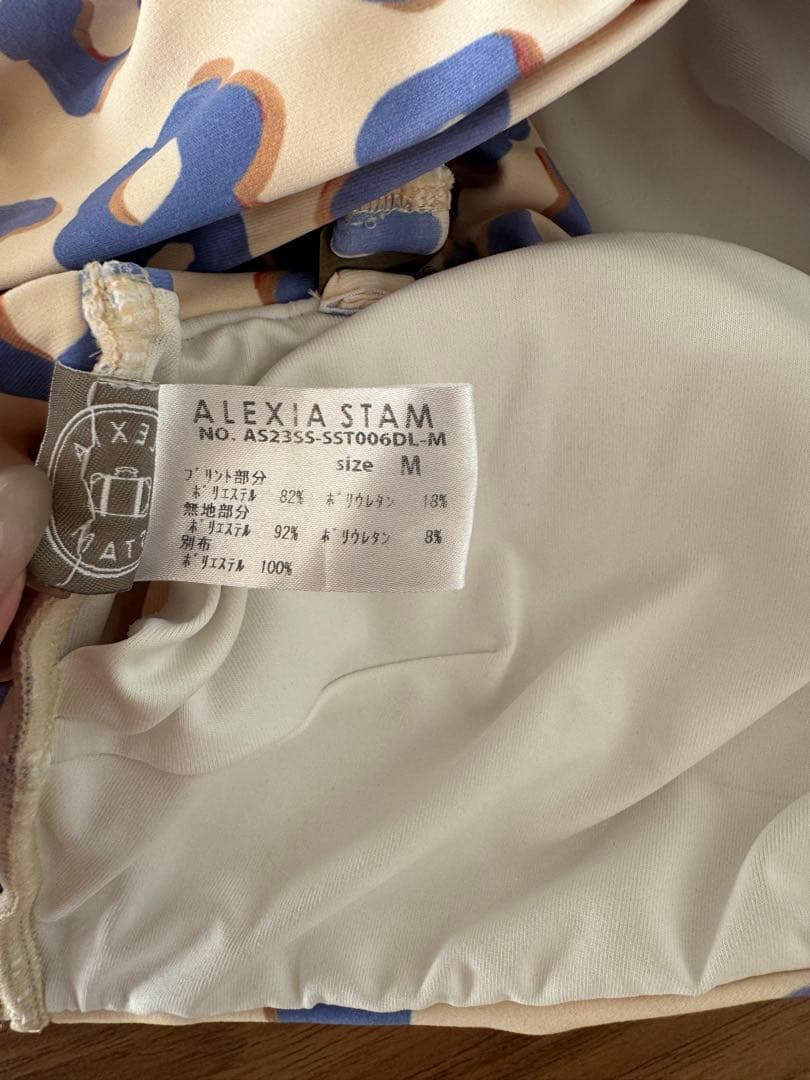 ALEXIA STAM
NO. AS23SS-SST006DL-M
size M
プリント部分
ポリエステル 82% ポリウレタン 18%
無地部分
ポリエステル 92% ポリウレタン 8%
別布
ポリエステル 100%